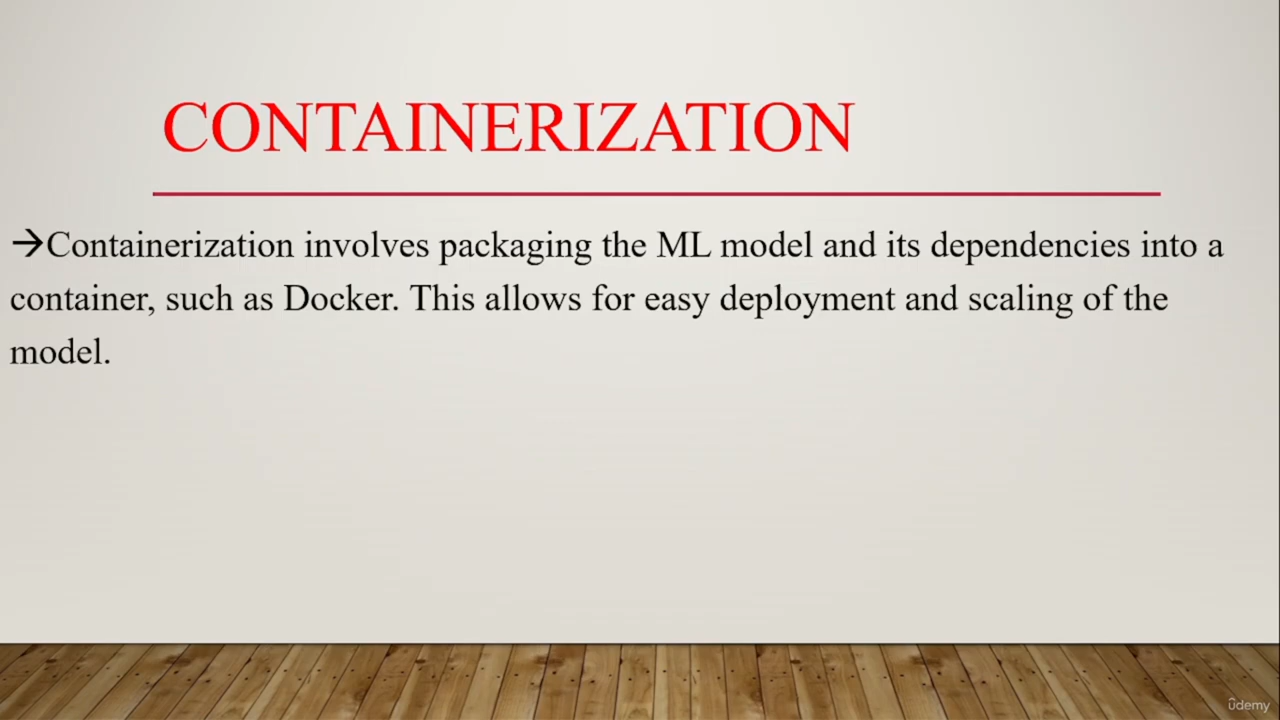 CONTAINERIZATION
→Containerization involves packaging the ML model and its dependencies into a
container, such as Docker. This allows for easy deployment and scaling of the
model.
ûdemy